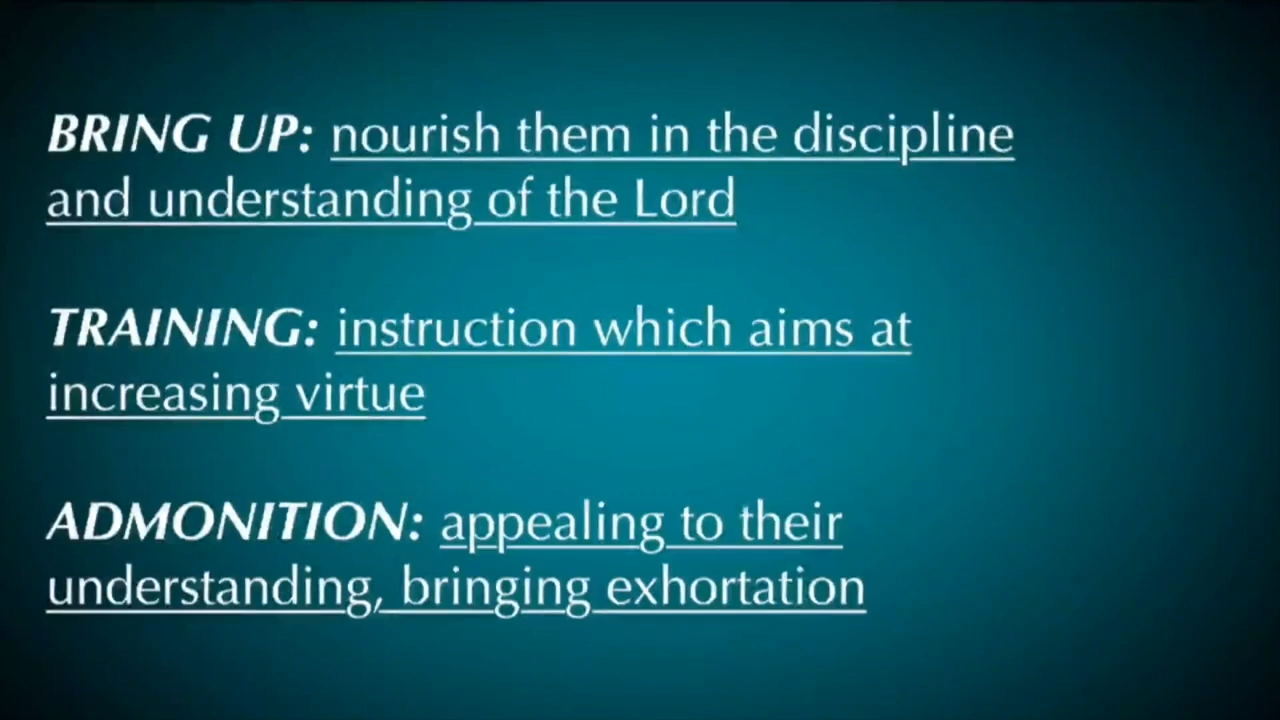 BRING UP: nourish them in the discipline
and understanding of the Lord
TRAINING: instruction which aims at
increasing virtue
ADMONITION: appealing to their
understanding, bringing exhortation